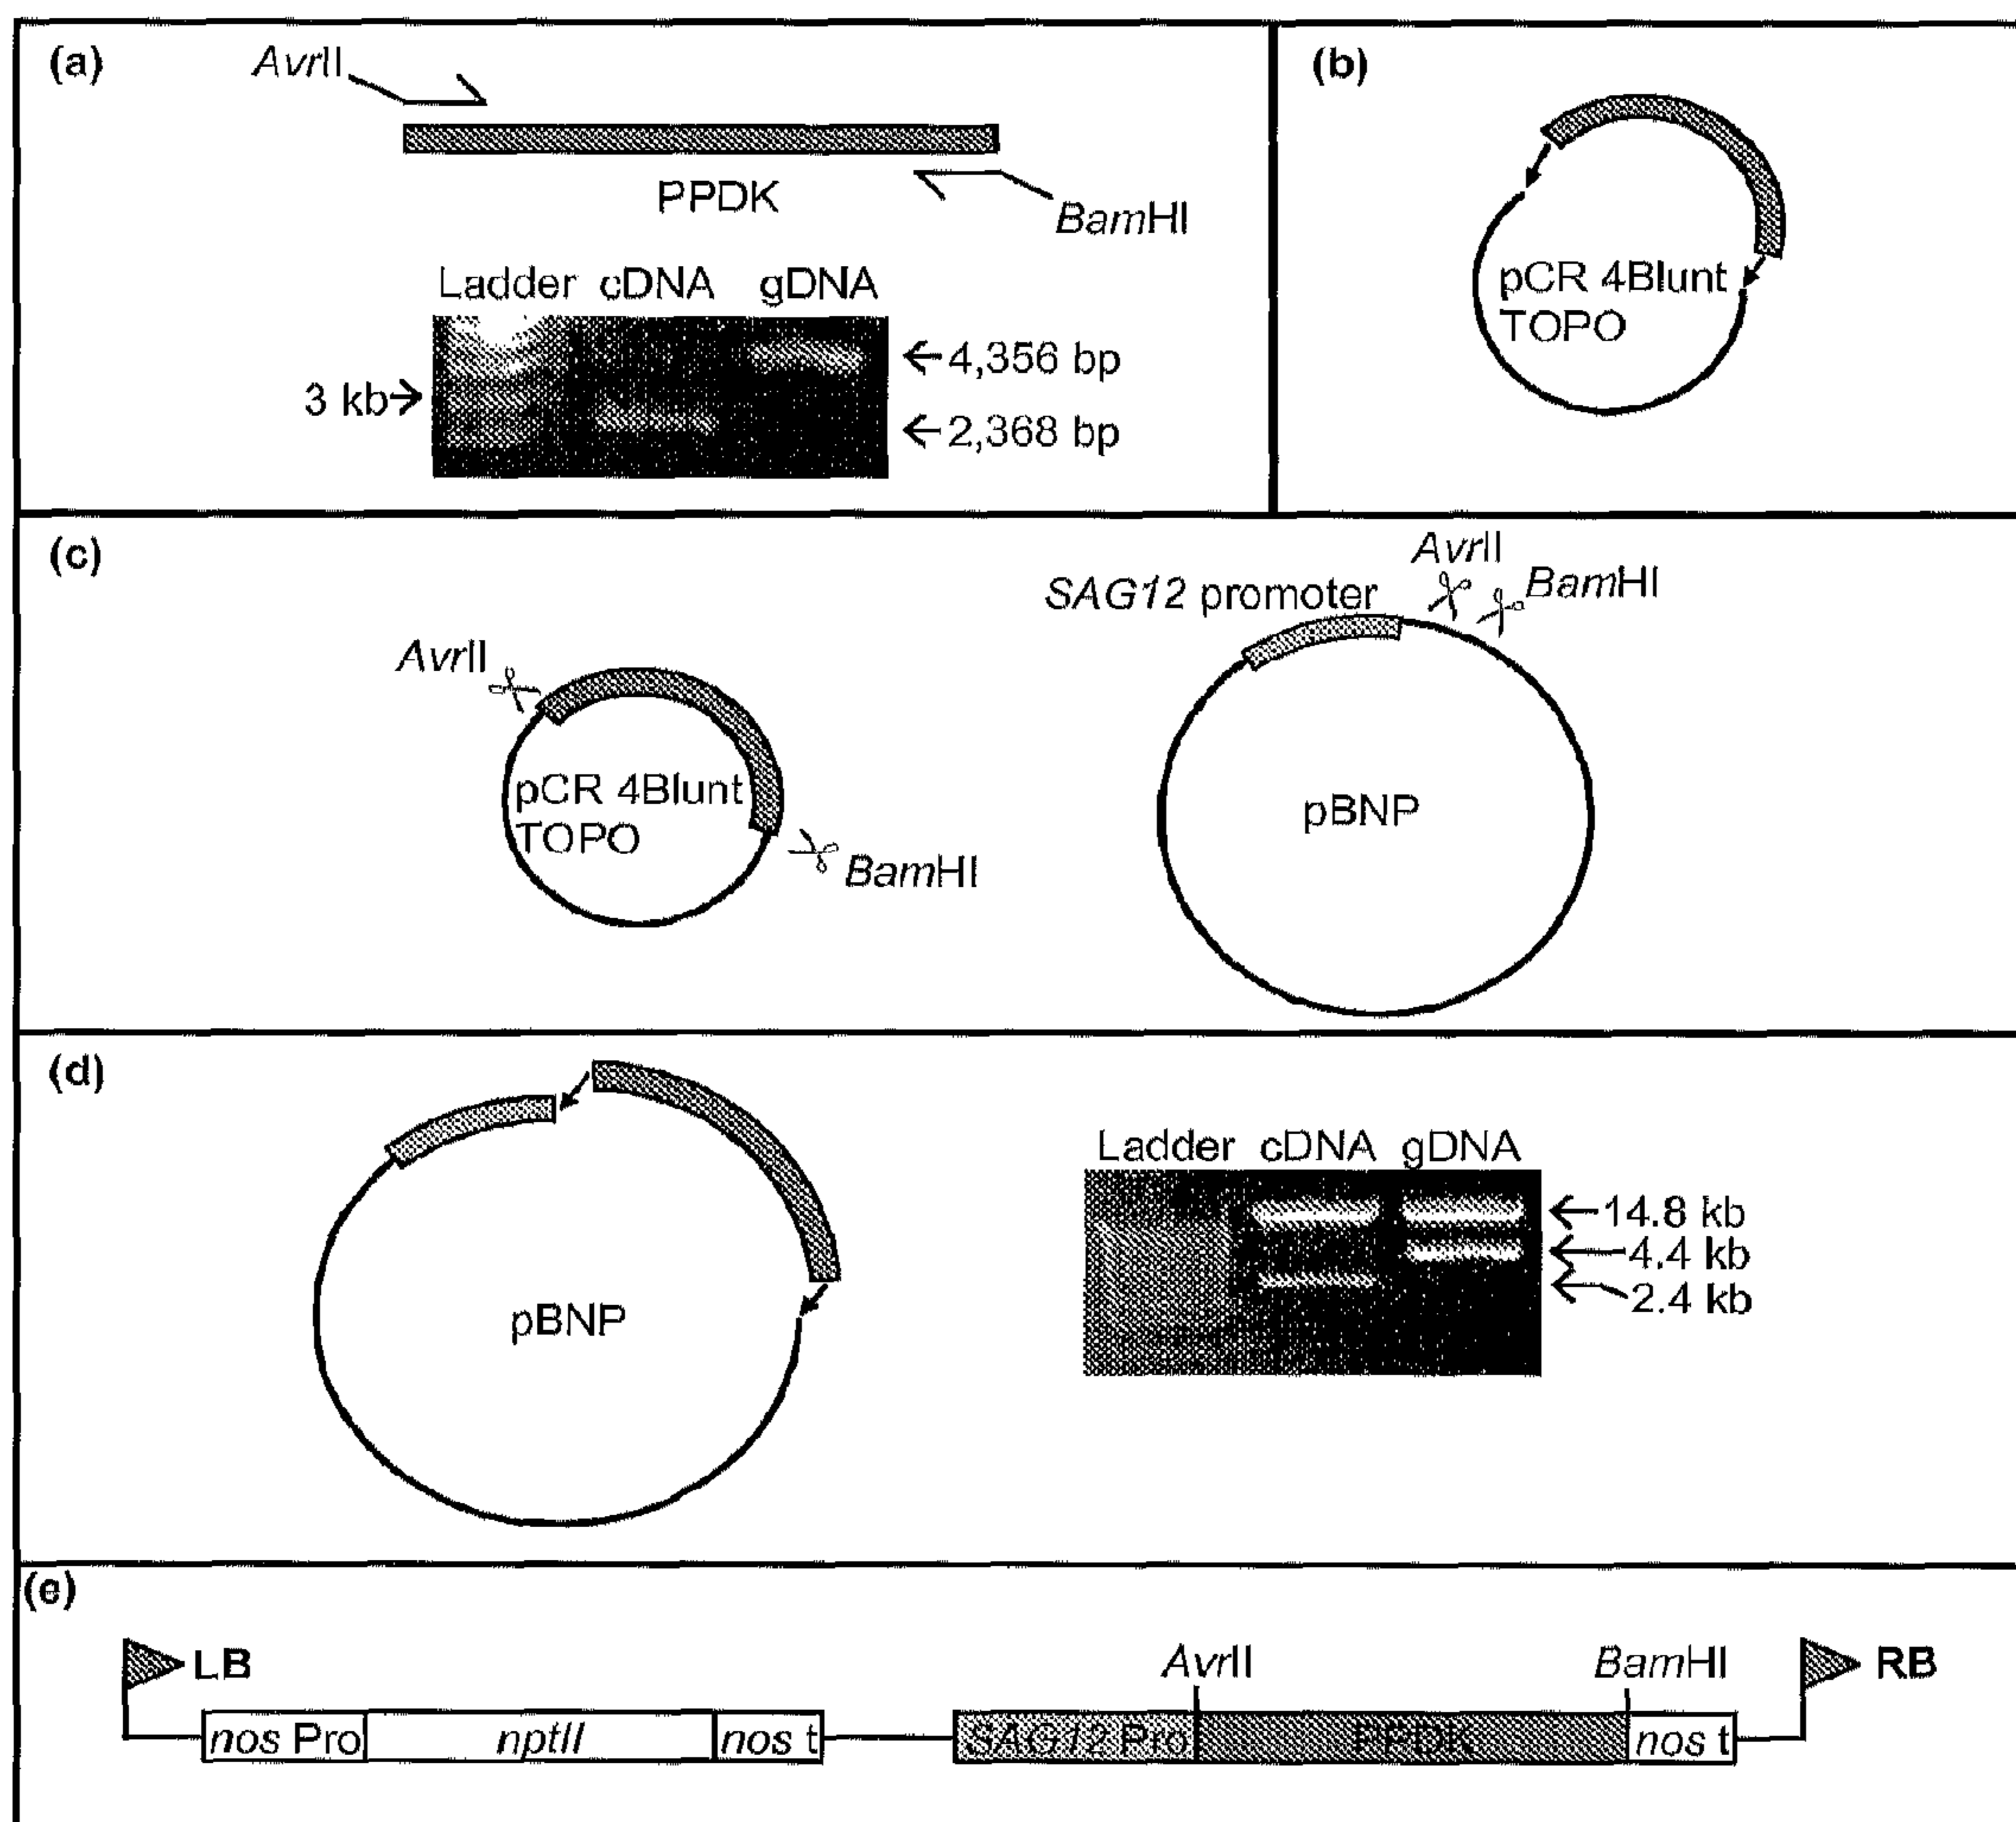 (a)
AvrII
PPDK
BamHI
Ladder cDNA gDNA
3 kb
4,356 bp
2,368 bp
(b)
pCR 4Blunt
TOPO
(c)
AvrII
pCR 4Blunt
TOPO
BamHI
SAG12 promoter
AvrII
BamHI
pBNP
(d)
pBNP
Ladder cDNA gDNA
14.8 kb
4.4 kb
2.4 kb
(e)
LB
AvrII
BamHI
RB
nos Pro nptII nos t SAG12 Pro PPDK nos t